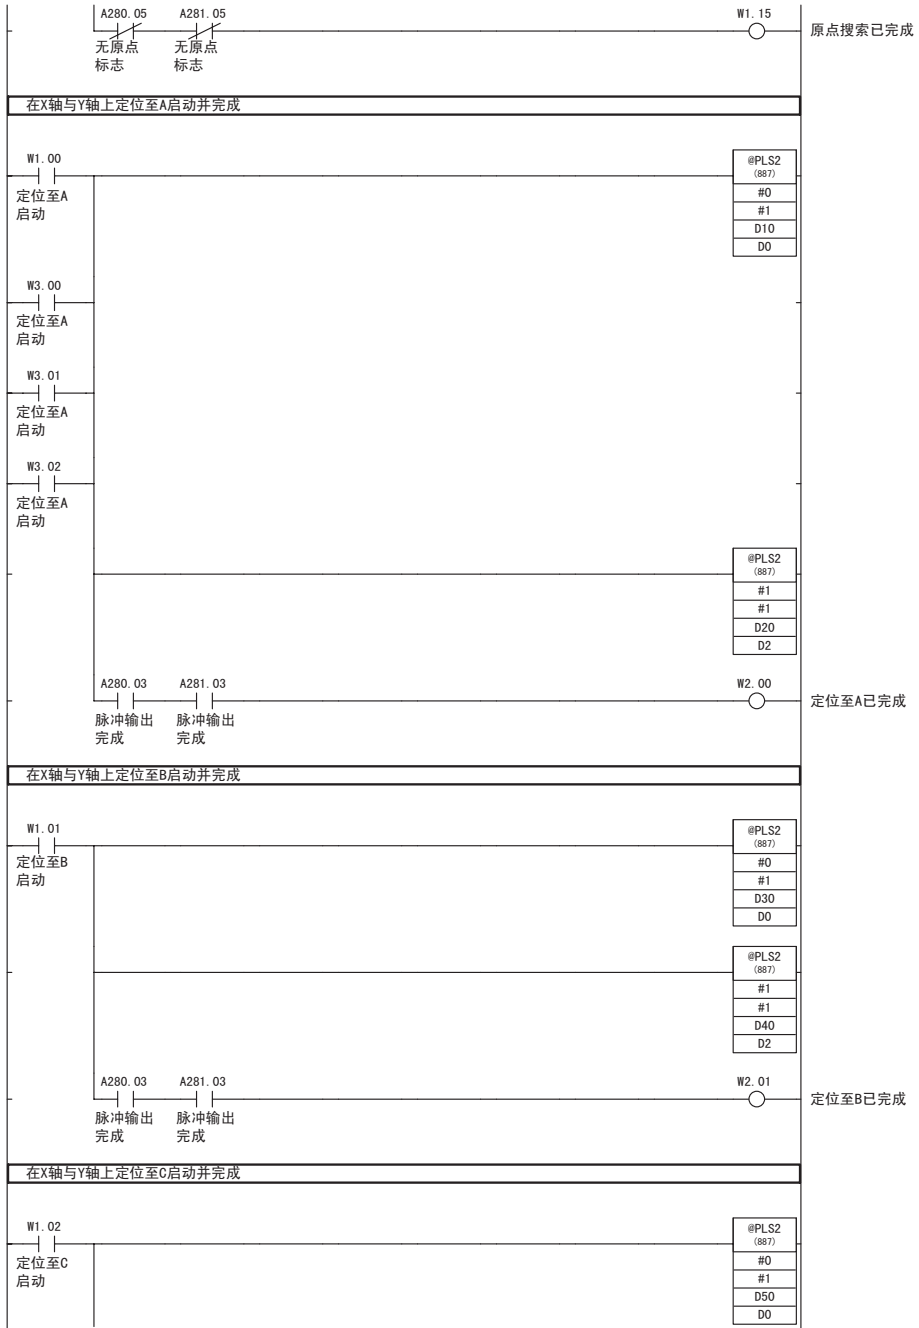 A280.05 A281.05 W1.15
无原点 无原点 原点搜索已完成
标志 标志
在X轴与Y轴上定位至A启动并完成
W1.00 @PLS2
(887)
定位至A #0
启动 #1
D10
D0
W3.00
定位至A
启动
W3.01
定位至A
启动
W3.02
定位至A
启动
@PLS2
(887)
#1
#1
D20
D2
A280.03 A281.03 W2.00
脉冲输出 脉冲输出 定位至A已完成
完成 完成
在X轴与Y轴上定位至B启动并完成
W1.01 @PLS2
(887)
定位至B #0
启动 #1
D30
D0
@PLS2
(887)
#1
#1
D40
D2
A280.03 A281.03 W2.01
脉冲输出 脉冲输出 定位至B已完成
完成 完成
在X轴与Y轴上定位至C启动并完成
W1.02 @PLS2
(887)
定位至C #0
启动 #1
D50
D0